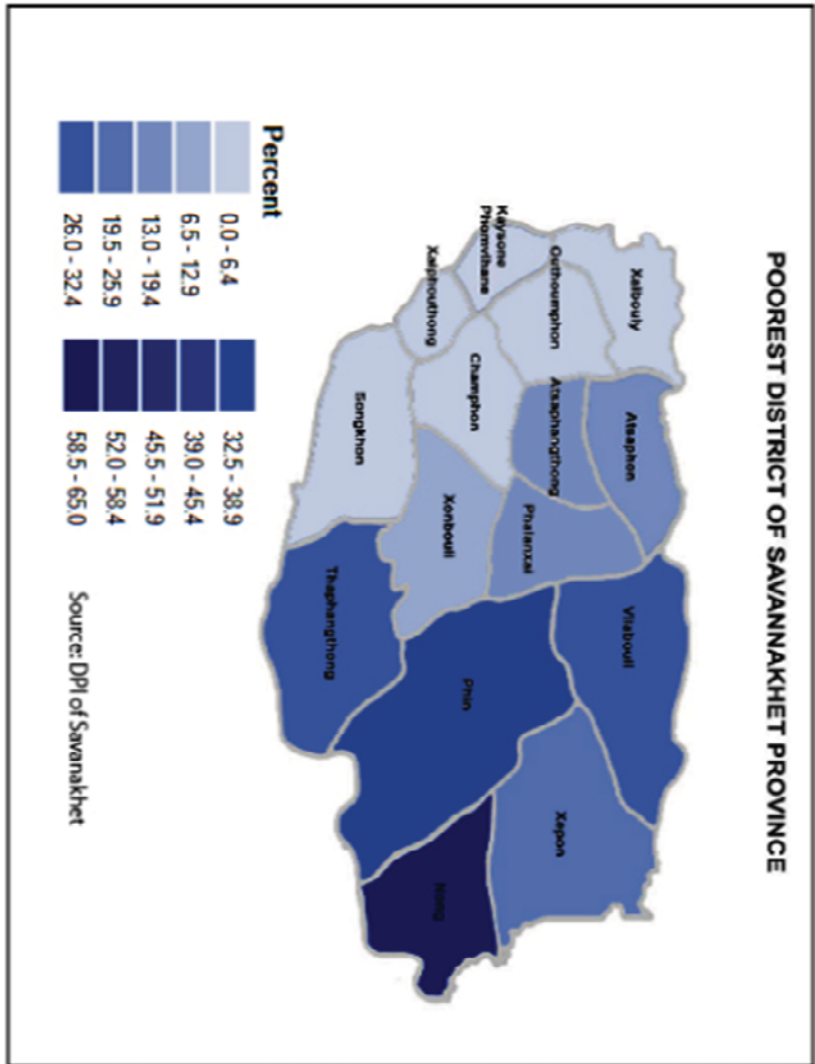 POOREST DISTRICT OF SAVANNAKHET PROVINCE
Xaibouly
Outhoumphon
Kaysone
Phomvihane
Xaiphouthong
Champhon
Songkhon
Atsaphangthong
Atsaphon
Phalanxai
Xonbouli
Thaphangthong
Vilabouli
Phin
Xepon
Nong
Percent
0.0 - 6.4
6.5 - 12.9
13.0 - 19.4
19.5 - 25.9
26.0 - 32.4
32.5 - 38.9
39.0 - 45.4
45.5 - 51.9
52.0 - 58.4
58.5 - 65.0
Source: DPI of Savanakhet